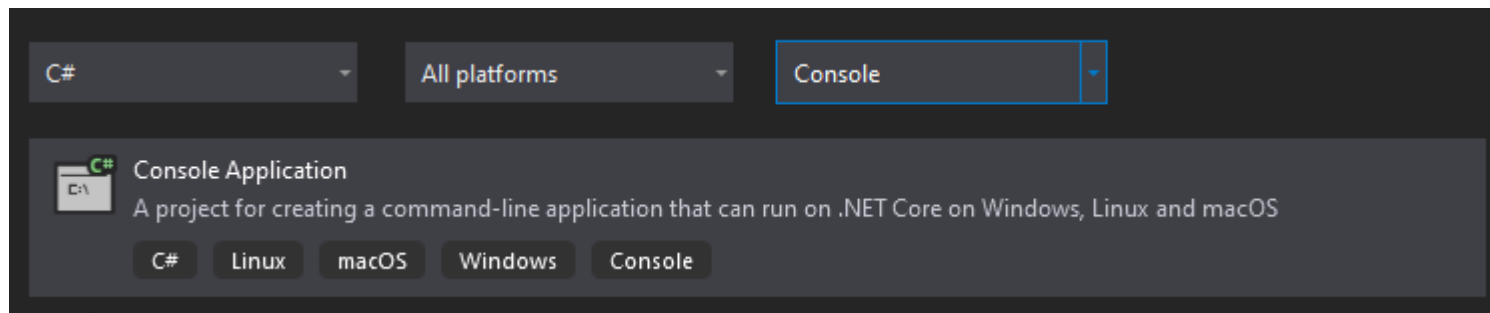 C# All platforms Console
C#
C:\
Console Application
A project for creating a command-line application that can run on .NET Core on Windows, Linux and macOS
C# Linux macOS Windows Console